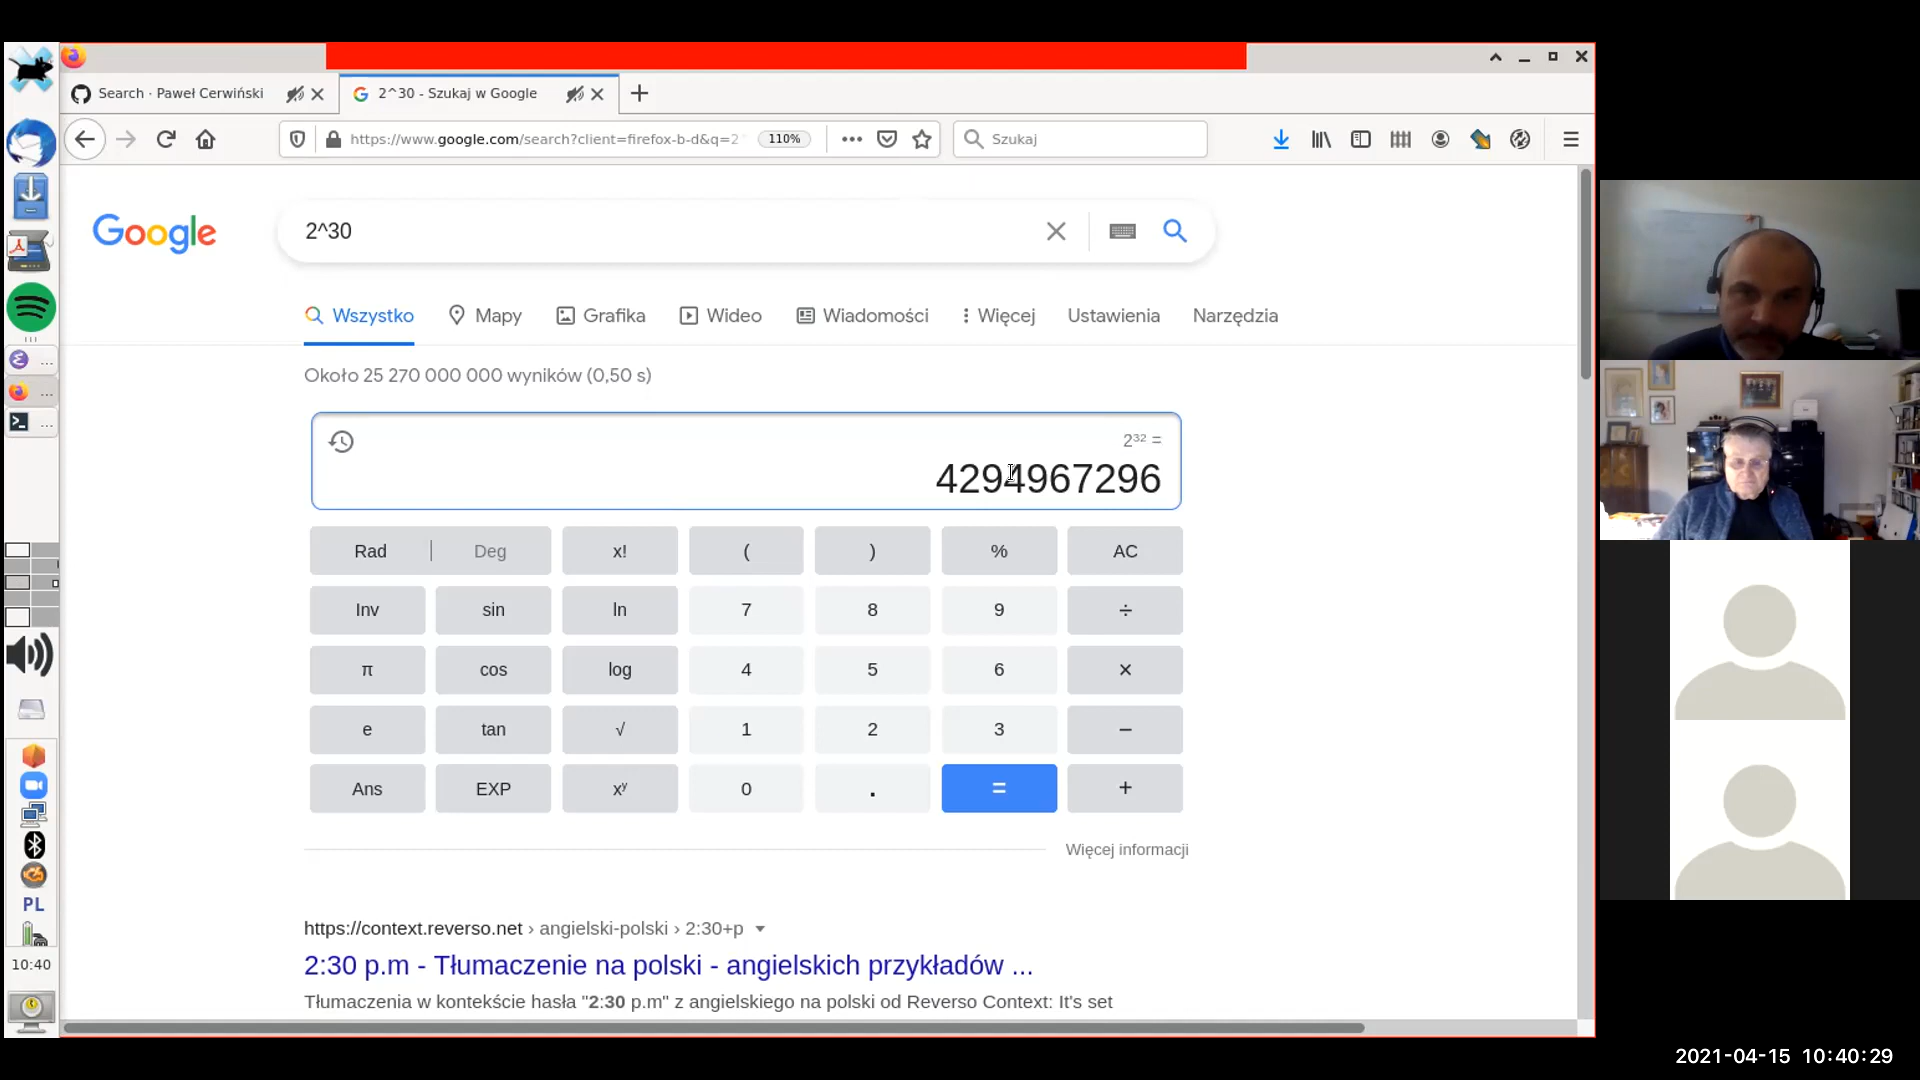 Search · Paweł Cerwiński
2^30 - Szukaj w Google
https://www.google.com/search?client=firefox-b-d&q=2
110%
Szukaj
Google
2^30
Wszystko
Mapy
Grafika
Wideo
Wiadomości
Więcej
Ustawienia
Narzędzia
Około 25 270 000 000 wyników (0,50 s)
2³² =
4294967296
Rad Deg x! ( ) % AC
Inv sin ln 7 8 9 ÷
π cos log 4 5 6 ×
e tan √ 1 2 3 −
Ans EXP xʸ 0 . = +
Więcej informacji
https://context.reverso.net › angielski-polski › 2:30+p
2:30 p.m - Tłumaczenie na polski - angielskich przykładów ...
Tłumaczenia w kontekście hasła "2:30 p.m" z angielskiego na polski od Reverso Context: It's set
PL
10:40
2021-04-15 10:40:29